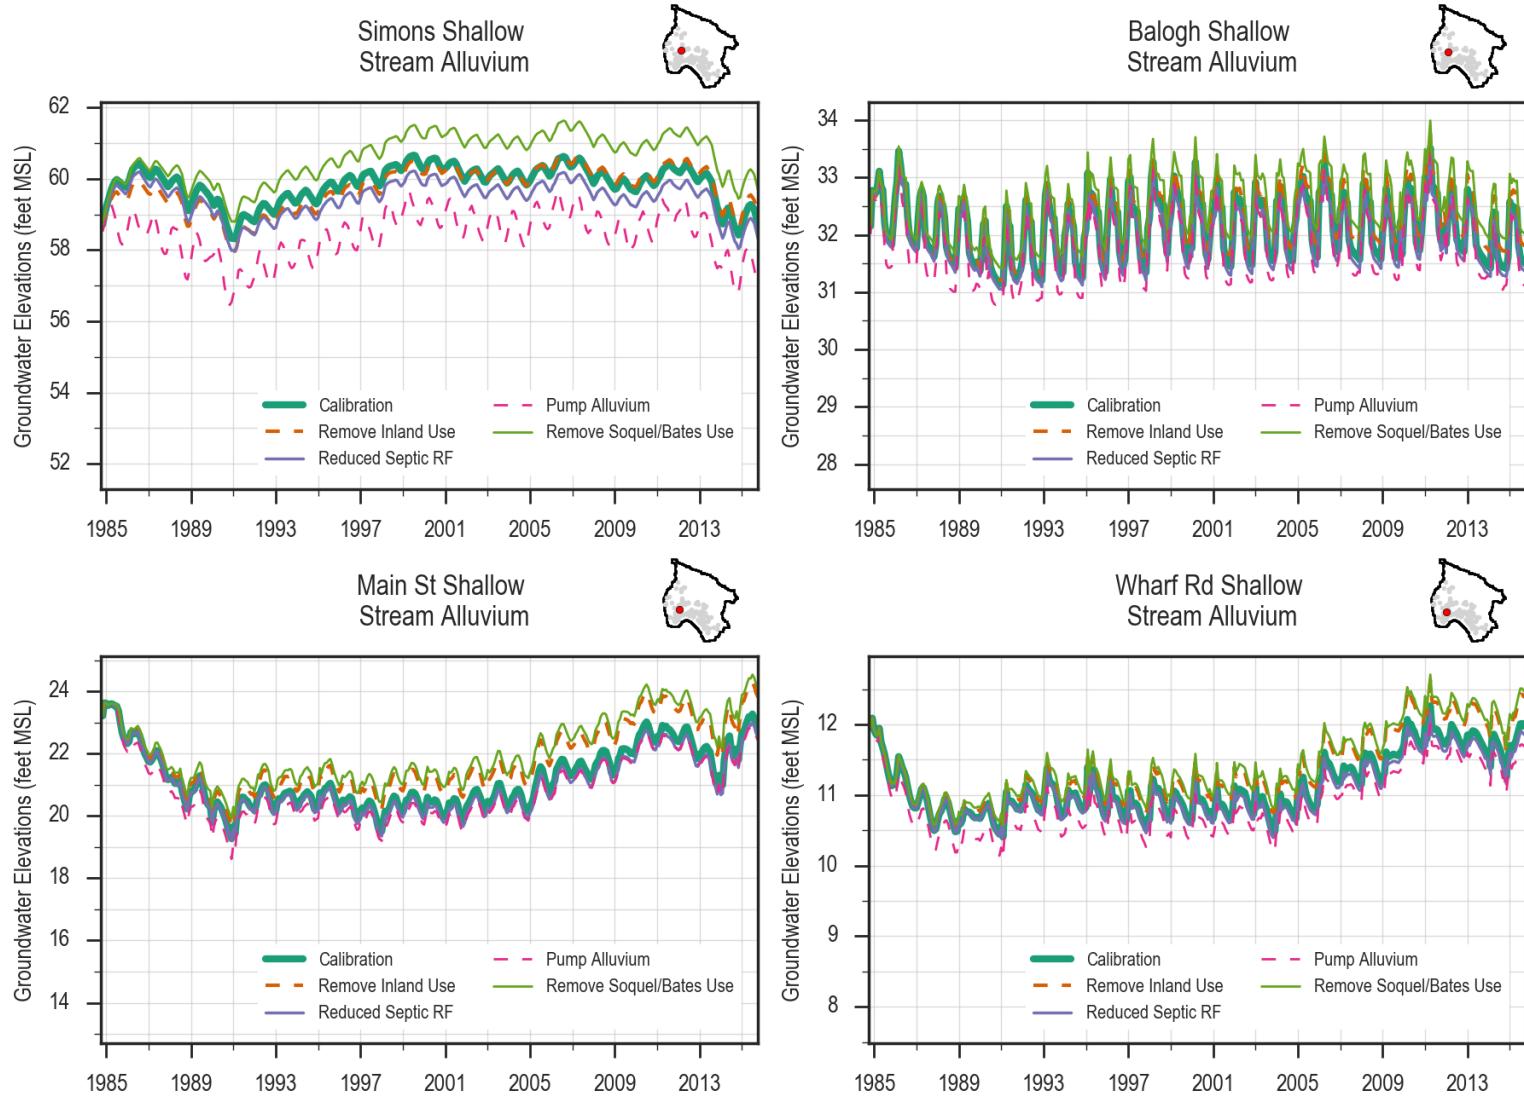 Simons Shallow
Stream Alluvium
Groundwater Elevations (feet MSL)
62
60
58
56
54
52
Calibration
Remove Inland Use
Reduced Septic RF
Pump Alluvium
Remove Soquel/Bates Use
1985 1989 1993 1997 2001 2005 2009 2013
Balogh Shallow
Stream Alluvium
Groundwater Elevations (feet MSL)
34
33
32
31
30
29
28
Calibration
Remove Inland Use
Reduced Septic RF
Pump Alluvium
Remove Soquel/Bates Use
1985 1989 1993 1997 2001 2005 2009 2013
Main St Shallow
Stream Alluvium
Groundwater Elevations (feet MSL)
24
22
20
18
16
14
Calibration
Remove Inland Use
Reduced Septic RF
Pump Alluvium
Remove Soquel/Bates Use
1985 1989 1993 1997 2001 2005 2009 2013
Wharf Rd Shallow
Stream Alluvium
Groundwater Elevations (feet MSL)
12
11
10
9
8
Calibration
Remove Inland Use
Reduced Septic RF
Pump Alluvium
Remove Soquel/Bates Use
1985 1989 1993 1997 2001 2005 2009 2013